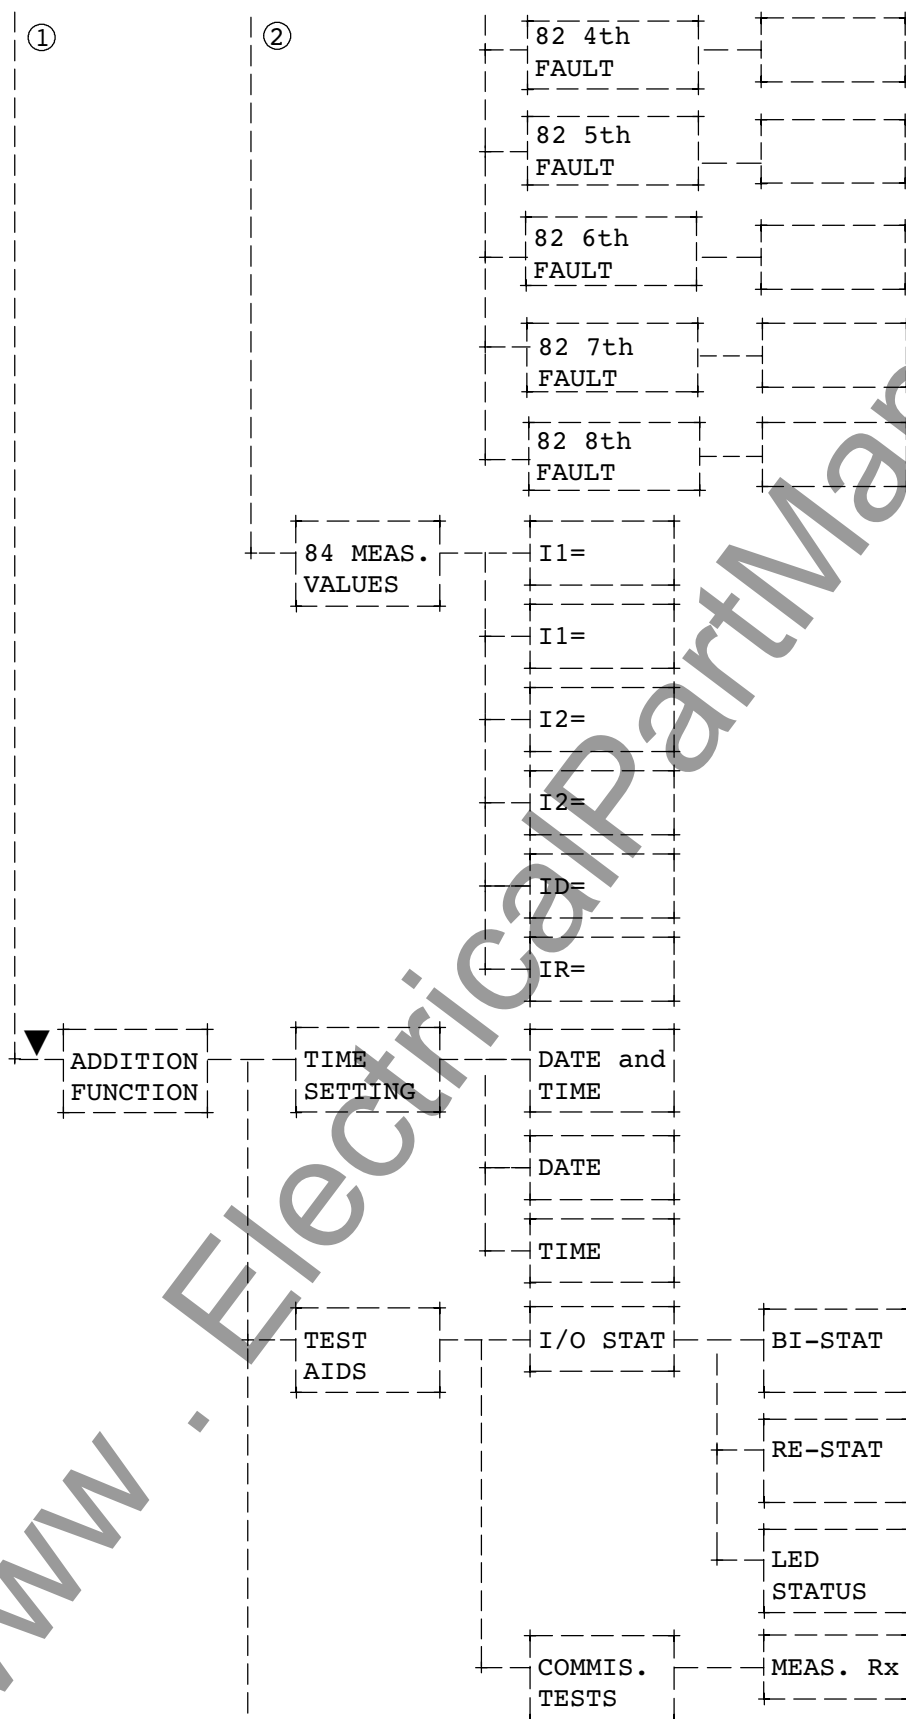 ① ② 82 4th
FAULT
82 5th
FAULT
82 6th
FAULT
82 7th
FAULT
82 8th
FAULT
84 MEAS.
VALUES
I1=
I1=
I2=
I2=
ID=
IR=
ADDITION
FUNCTION
TIME
SETTING
DATE and
TIME
DATE
TIME
TEST
AIDS
I/O STAT
BI-STAT
RE-STAT
LED
STATUS
COMMIS.
TESTS
MEAS. Rx
ww . ElectricalPartMa